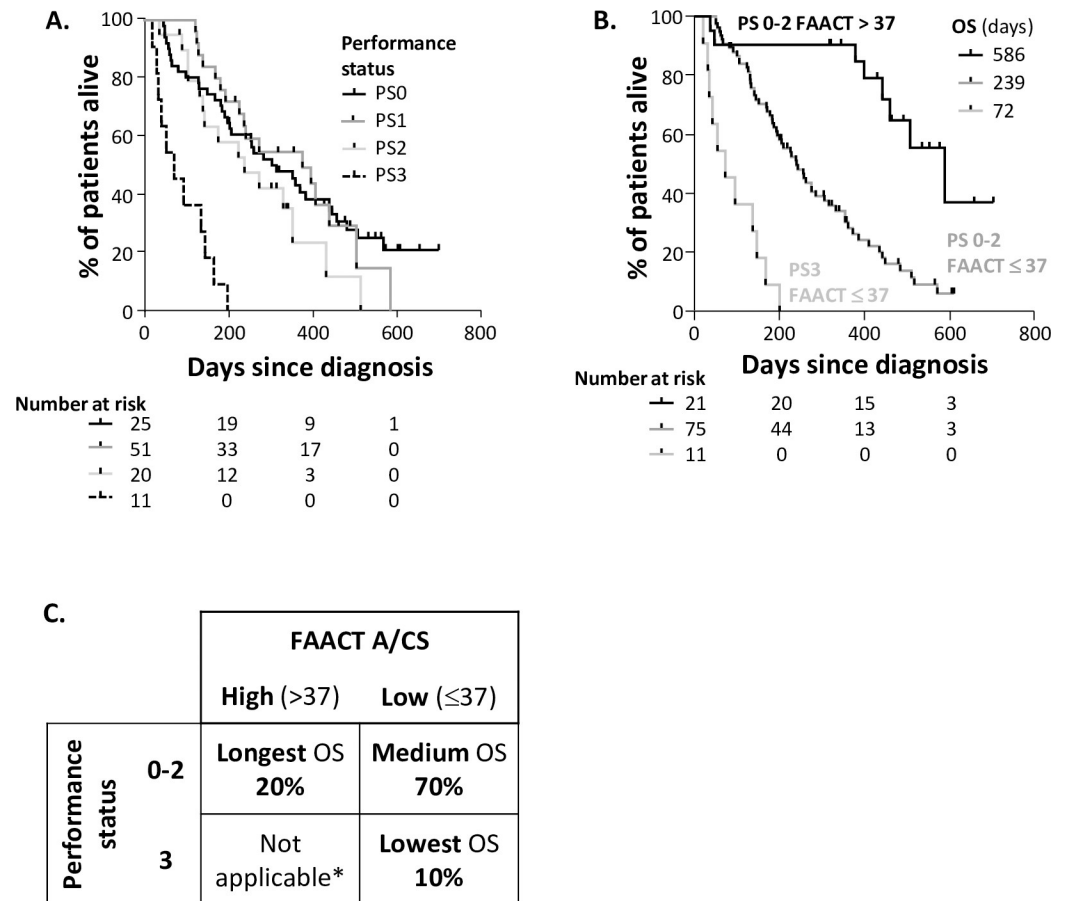 A.
Performance
status
PS0
PS1
PS2
PS3
% of patients alive
100
80
60
40
20
0
0 200 400 600 800
Days since diagnosis
Number at risk
25 19 9 1
51 33 17 0
20 12 3 0
11 0 0 0
B.
PS 0-2 FAACT > 37
OS (days)
586
239
72
% of patients alive
100
80
60
40
20
0
PS 0-2
FAACT ≤ 37
PS3
FAACT ≤ 37
0 200 400 600 800
Days since diagnosis
Number at risk
21 20 15 3
75 44 13 3
11 0 0 0
C.
FAACT A/CS
High (>37) Low (≤37)
Performance
status
0-2
Longest OS Medium OS
20% 70%
3
Not Lowest OS
applicable* 10%